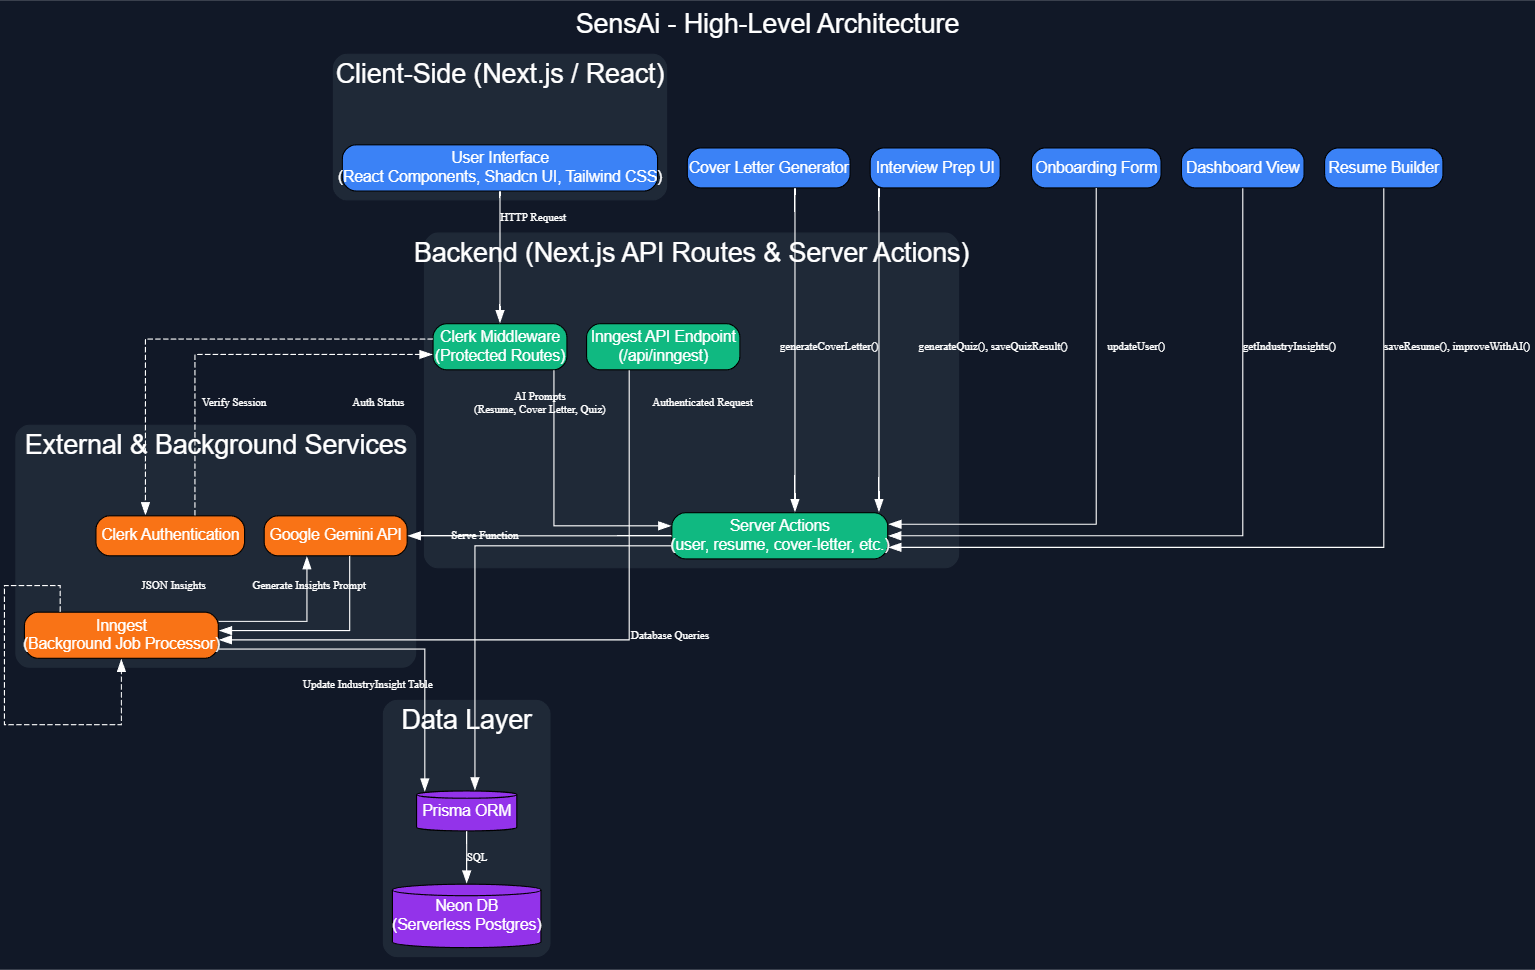 SensAi - High-Level Architecture
Client-Side (Next.js / React)
User Interface
(React Components, Shadcn UI, Tailwind CSS)
Cover Letter Generator
Interview Prep UI
Onboarding Form
Dashboard View
Resume Builder
HTTP Request
Backend (Next.js API Routes & Server Actions)
Clerk Middleware
(Protected Routes)
Inngest API Endpoint
(/api/inngest)
generateCoverLetter()
generateQuiz(), saveQuizResult()
updateUser()
getIndustryInsights()
saveResume(), improveWithAI()
Verify Session
Auth Status
AI Prompts
(Resume, Cover Letter, Quiz)
Authenticated Request
External & Background Services
Clerk Authentication
Google Gemini API
Serve Function
Server Actions
(user, resume, cover-letter, etc.)
JSON Insights
Generate Insights Prompt
Inngest
(Background Job Processor)
Database Queries
Update IndustryInsight Table
Data Layer
Prisma ORM
SQL
Neon DB
(Serverless Postgres)